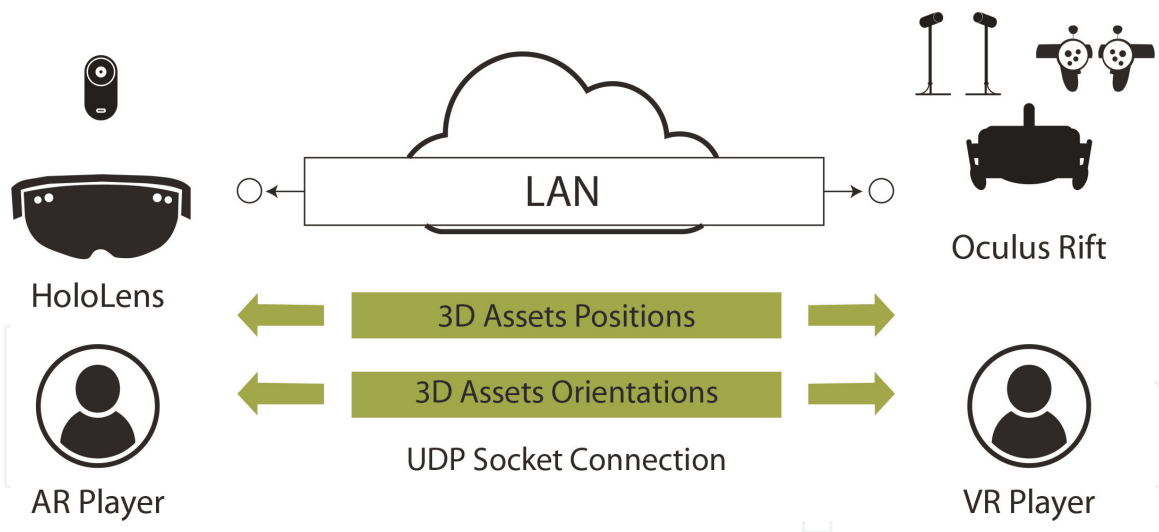 LAN
Oculus Rift
HoloLens
3D Assets Positions
3D Assets Orientations
UDP Socket Connection
AR Player
VR Player